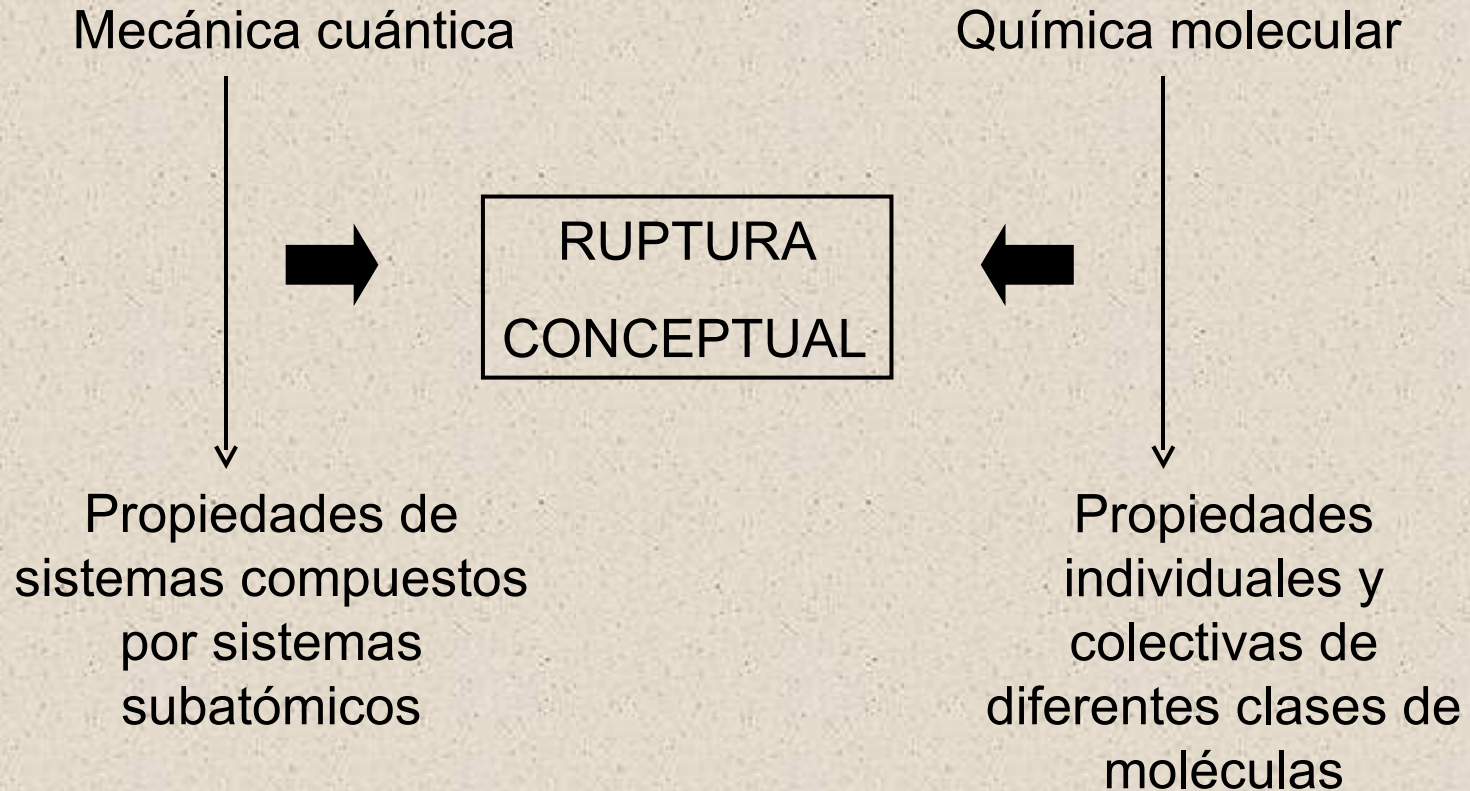 Mecánica cuántica
Química molecular
RUPTURA
CONCEPTUAL
Propiedades de
sistemas compuestos
por sistemas
subatómicos
Propiedades
individuales y
colectivas de
diferentes clases de
moléculas